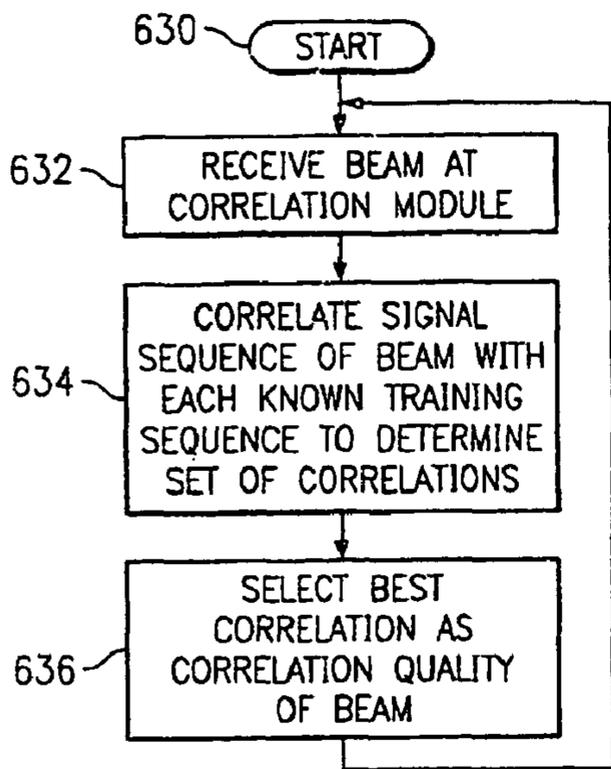 630
START
632
RECEIVE BEAM AT
CORRELATION MODULE
634
CORRELATE SIGNAL
SEQUENCE OF BEAM WITH
EACH KNOWN TRAINING
SEQUENCE TO DETERMINE
SET OF CORRELATIONS
636
SELECT BEST
CORRELATION AS
CORRELATION QUALITY
OF BEAM